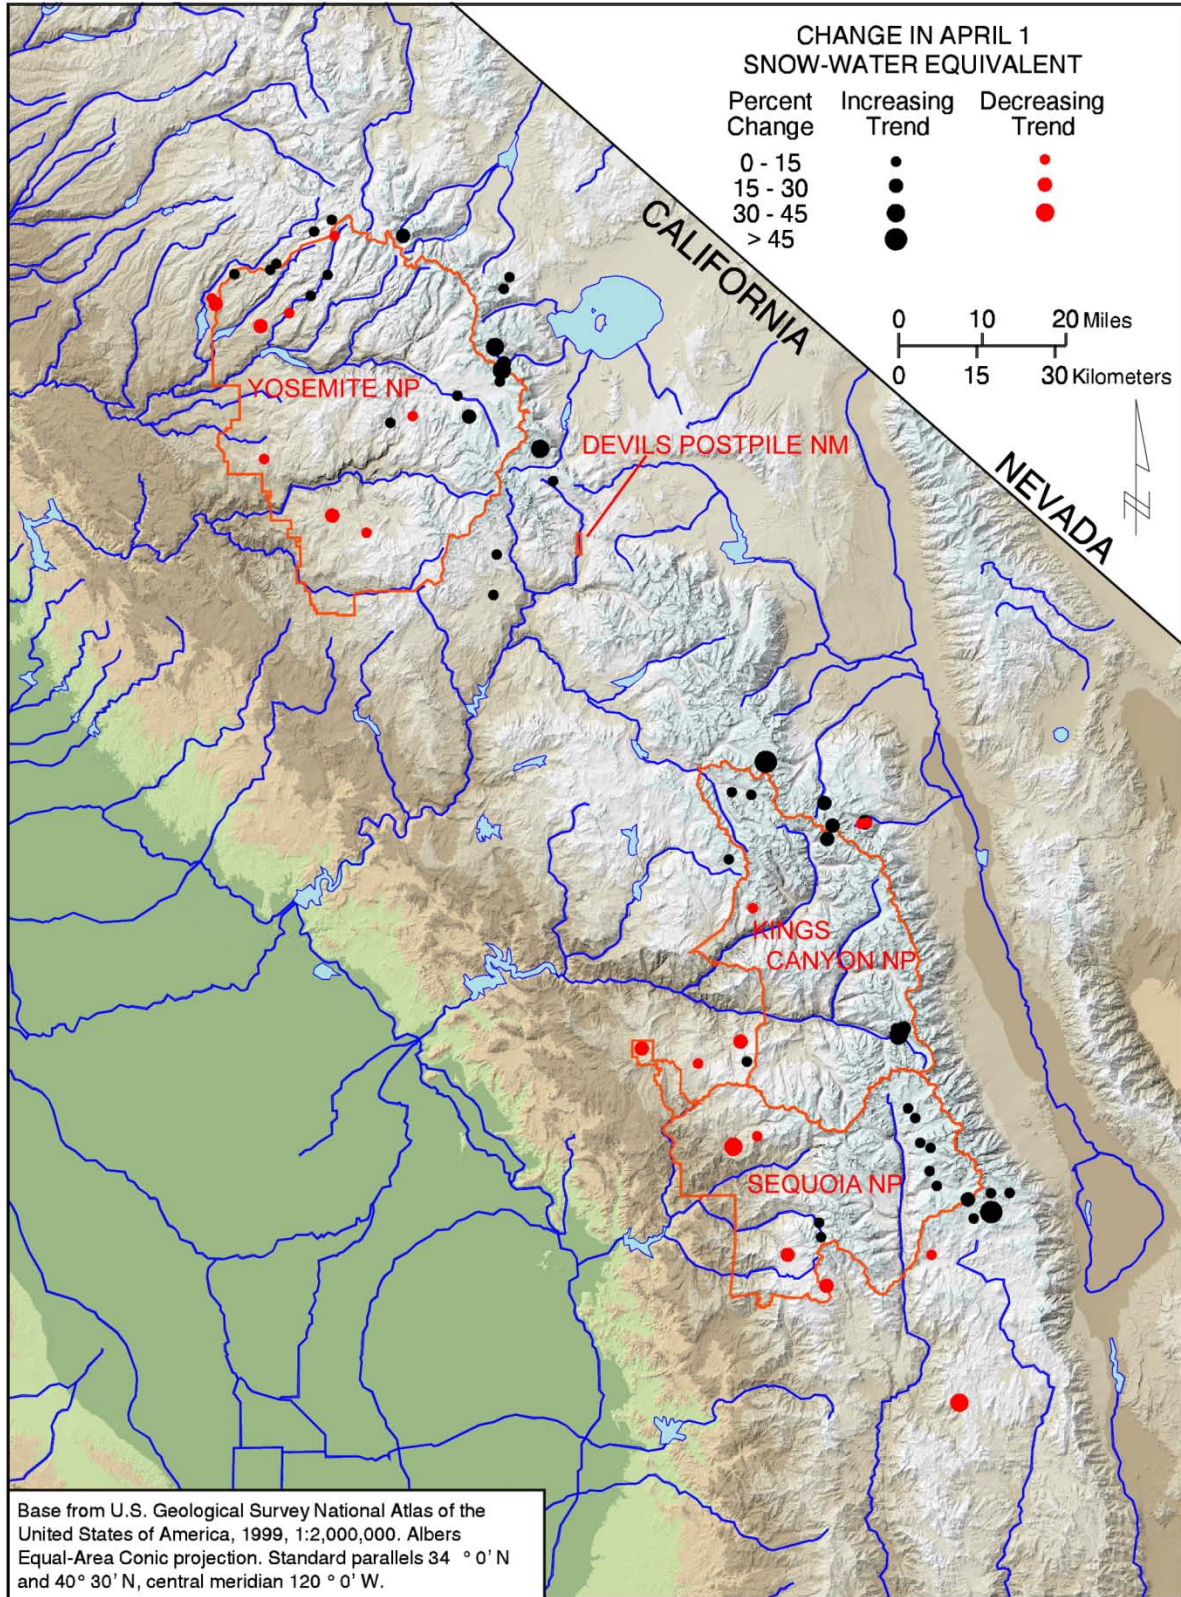 CHANGE IN APRIL 1
SNOW-WATER EQUIVALENT
Percent Change
Increasing Trend
Decreasing Trend
0 - 15
15 - 30
30 - 45
> 45
CALIFORNIA
NEVADA
0 10 20 Miles
0 15 30 Kilometers
N
YOSEMITE NP
DEVILS POSTPILE NM
KINGS
CANYON NP
SEQUOIA NP
Base from U.S. Geological Survey National Atlas of the
United States of America, 1999, 1:2,000,000. Albers
Equal-Area Conic projection. Standard parallels 34 ° 0' N
and 40° 30' N, central meridian 120 ° 0' W.